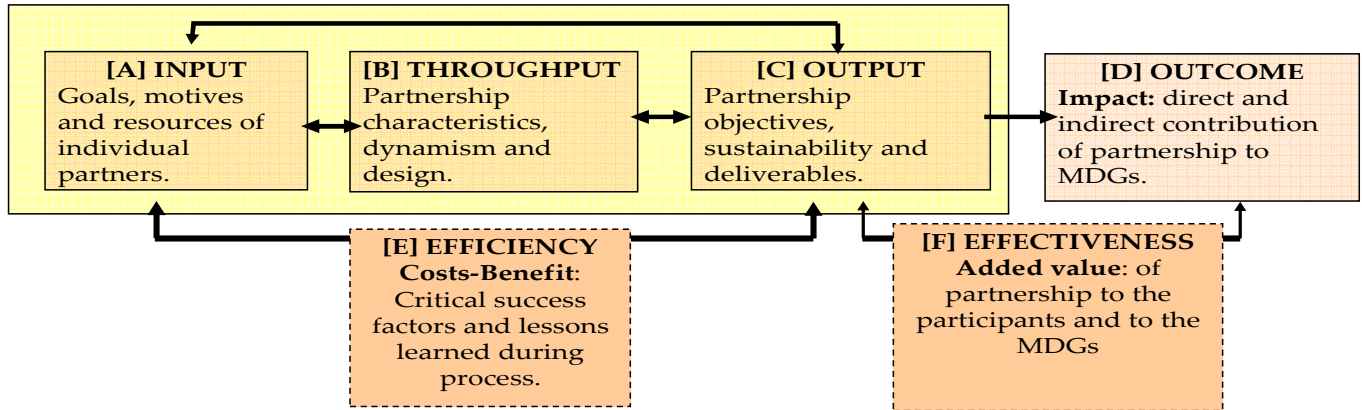 [A] INPUT
Goals, motives
and resources of
individual
partners.
[B] THROUGHPUT
Partnership
characteristics,
dynamism and
design.
[C] OUTPUT
Partnership
objectives,
sustainability and
deliverables.
[D] OUTCOME
Impact: direct and
indirect contribution
of partnership to
MDGs.
[E] EFFICIENCY
Costs-Benefit:
Critical success
factors and lessons
learned during
process.
[F] EFFECTIVENESS
Added value: of
partnership to the
participants and to the
MDGs